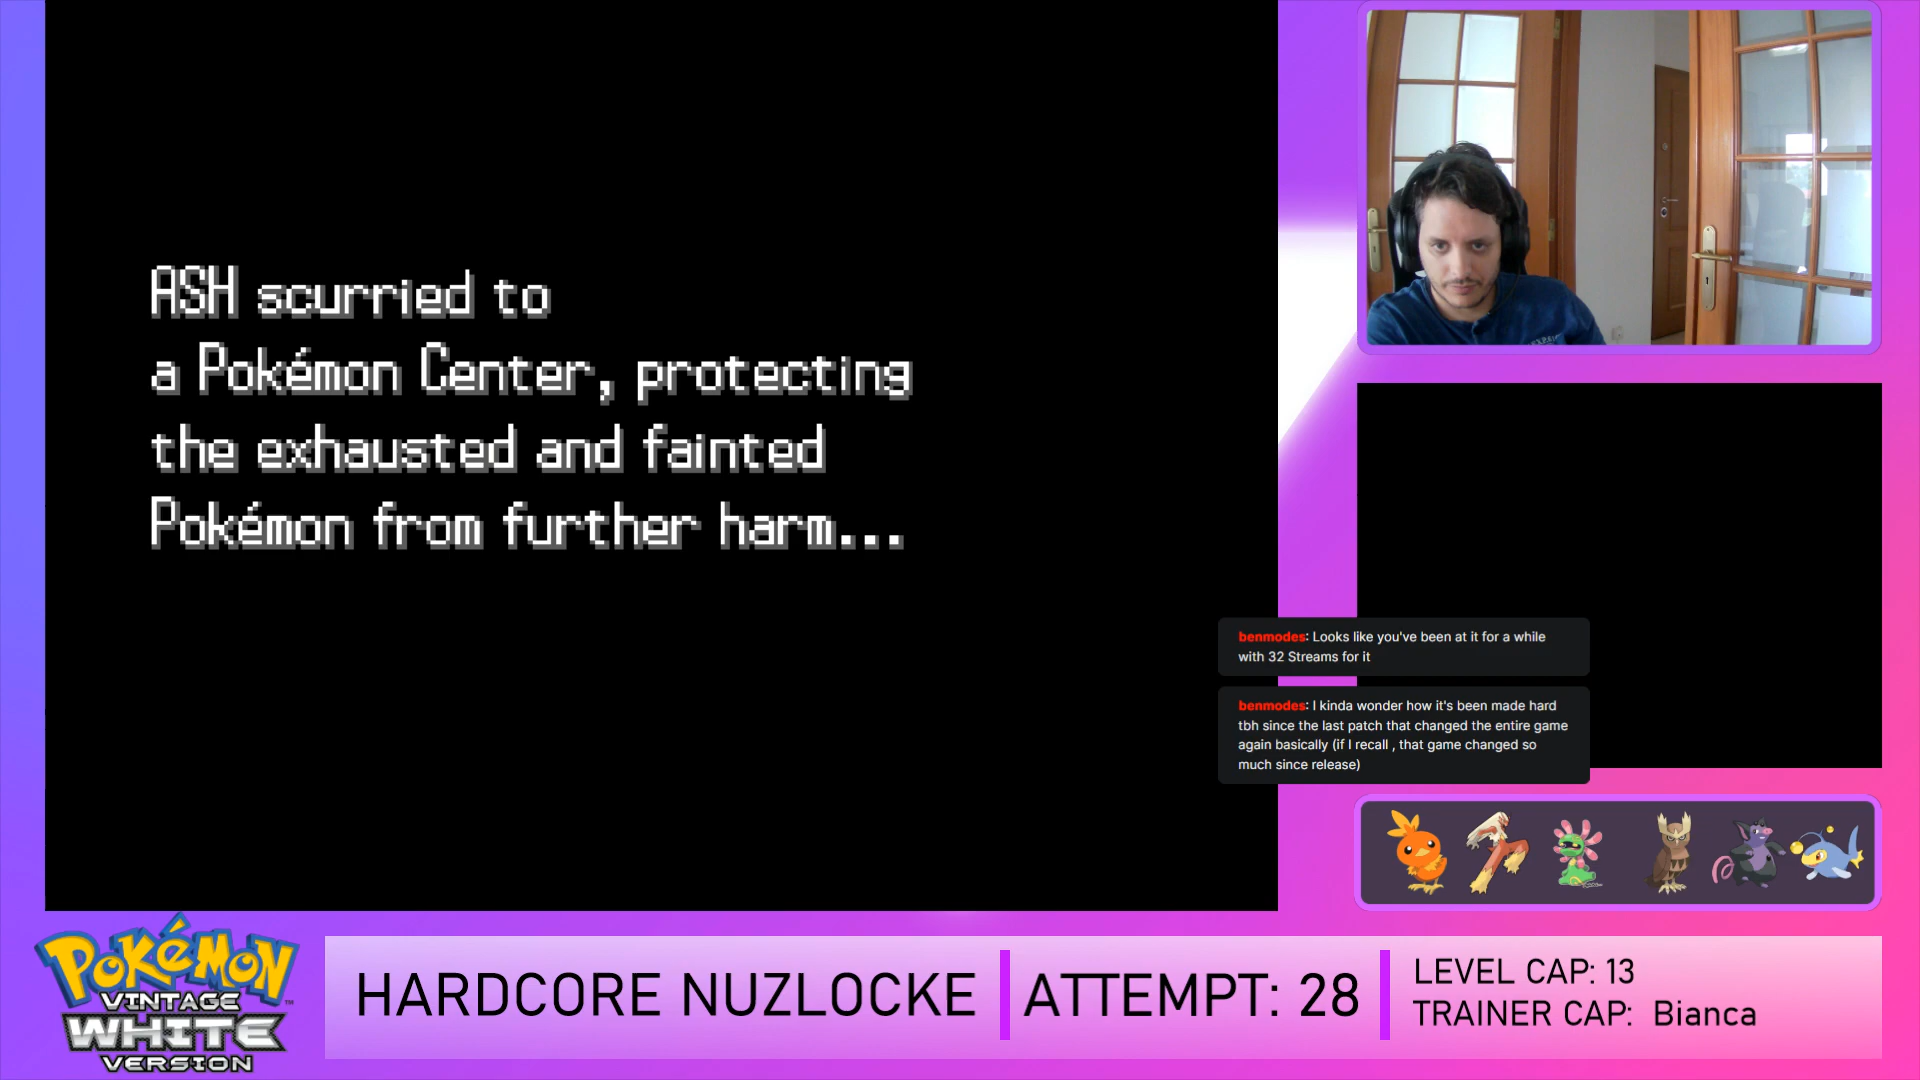 ASH scurried to
a Pokémon Center, protecting
the exhausted and fainted
Pokémon from further harm...
benmodes: Looks like you've been at it for a while
with 32 Streams for it
benmodes: I kinda wonder how it's been made hard
tbh since the last patch that changed the entire game
again basically (if I recall , that game changed so
much since release)
POKéMON
VINTAGE
WHITE
VERSION
HARDCORE NUZLOCKE
ATTEMPT: 28
LEVEL CAP: 13
TRAINER CAP: Bianca